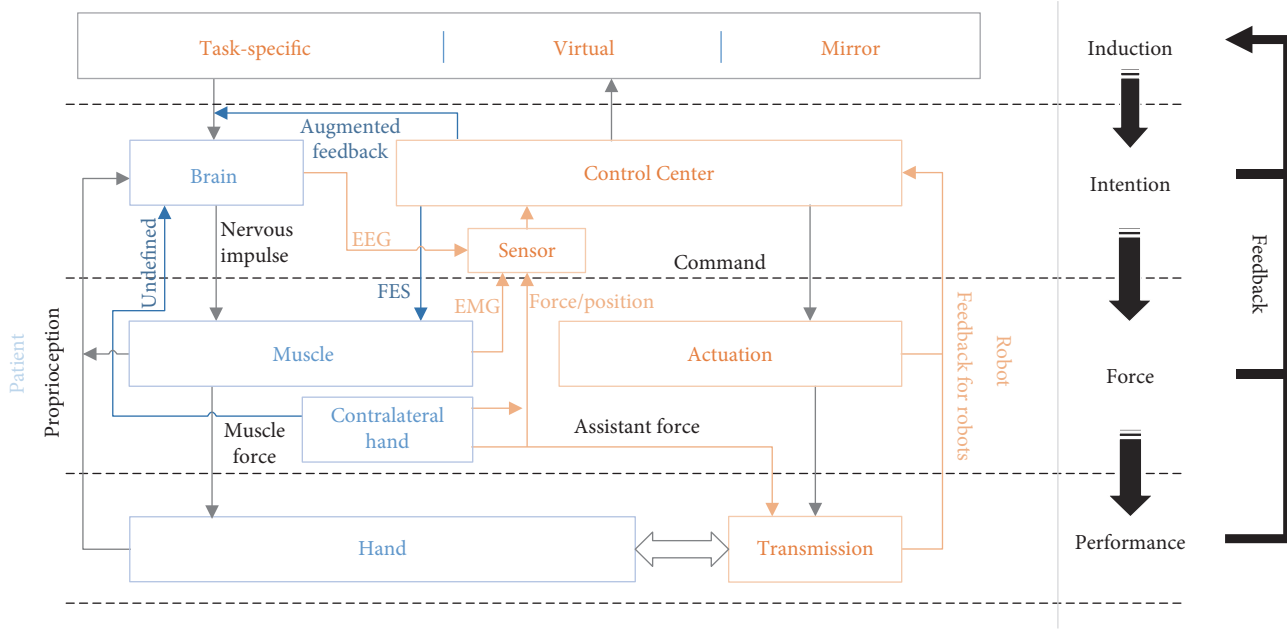 Task-specific
Virtual
Mirror
Induction
Augmented
feedback
Brain
Control Center
Intention
Undefined
Nervous
impulse
EEG
Sensor
Command
Feedback
FES
EMG
Force/position
Patient
Proprioception
Muscle
Actuation
Feedback for robots
Robot
Force
Contralateral
hand
Muscle
force
Assistant force
Hand
Transmission
Performance